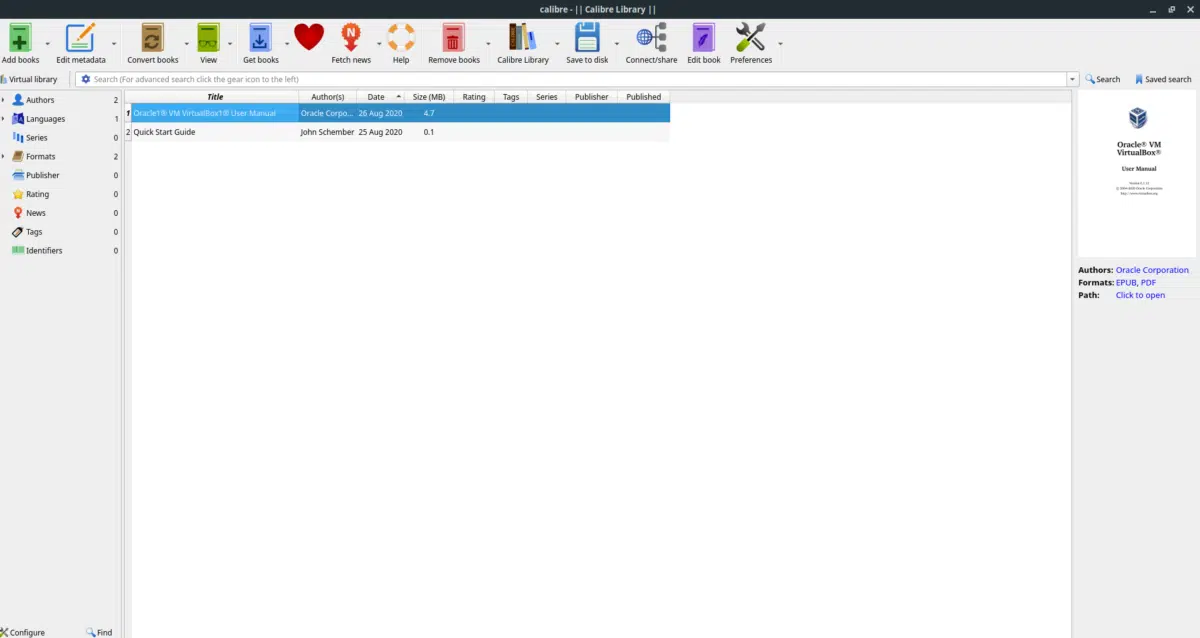 calibre - || Calibre Library ||
Add books Edit metadata Convert books View Get books Fetch news Help Remove books Calibre Library Save to disk Connect/share Edit book Preferences
Virtual library Search (For advanced search click the gear icon to the left) Search Saved search
Authors 2
Languages 1
Series 0
Formats 2
Publisher 0
Rating 0
News 0
Tags 0
Identifiers 0
Title Author(s) Date Size (MB) Rating Tags Series Publisher Published
1 Oracle1® VM VirtualBox1® User Manual Oracle Corpo... 26 Aug 2020 4.7
2 Quick Start Guide John Schember 25 Aug 2020 0.1
Oracle® VM
VirtualBox®
User Manual
Authors: Oracle Corporation
Formats: EPUB, PDF
Path: Click to open
Configure Find